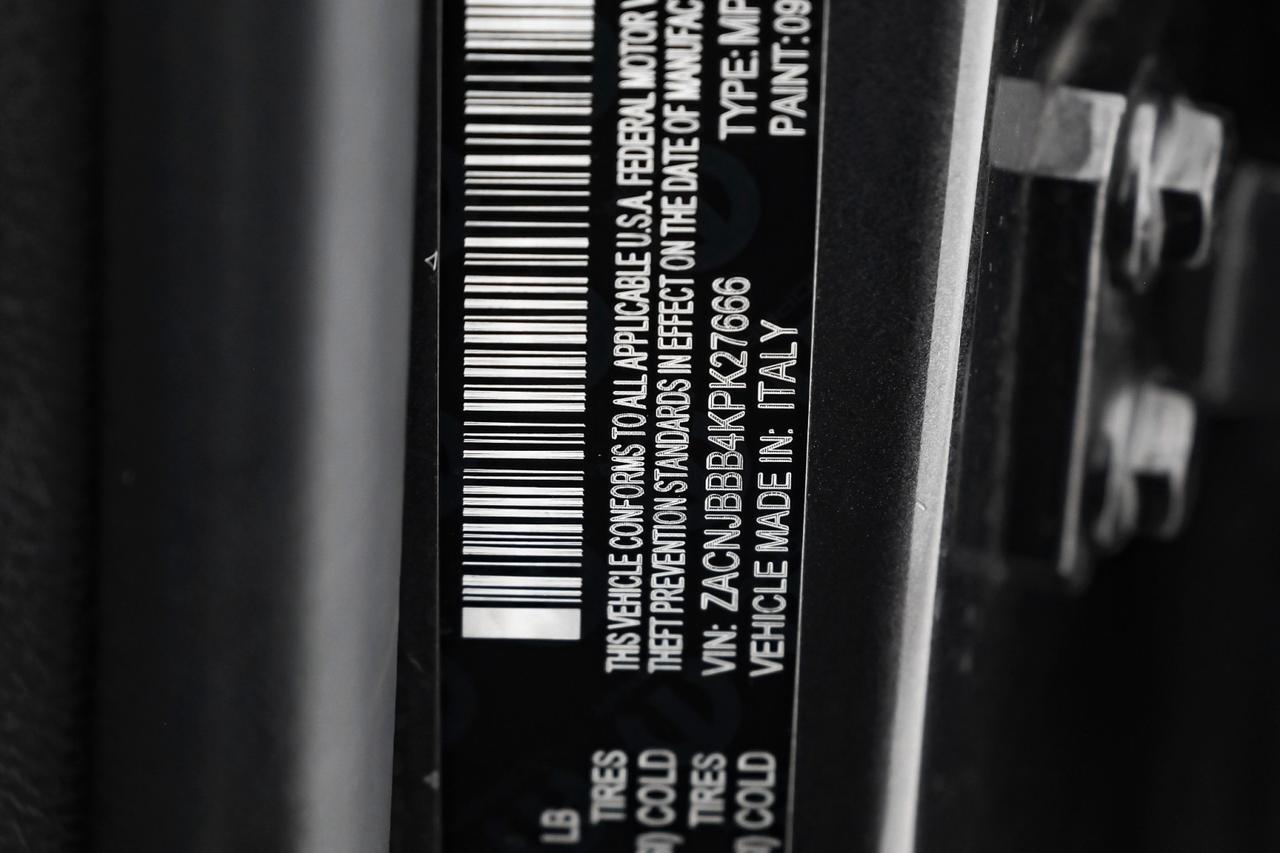 THIS VEHICLE CONFORMS TO ALL APPLICABLE U.S.A. FEDERAL MOTOR
THEFT PREVENTION STANDARDS IN EFFECT ON THE DATE OF MANUFAC
VIN: ZACNJBBB4KPK27666 TYPE: MP
VEHICLE MADE IN: ITALY PAINT: 09
LB
TIRES
COLD
TIRES
COLD